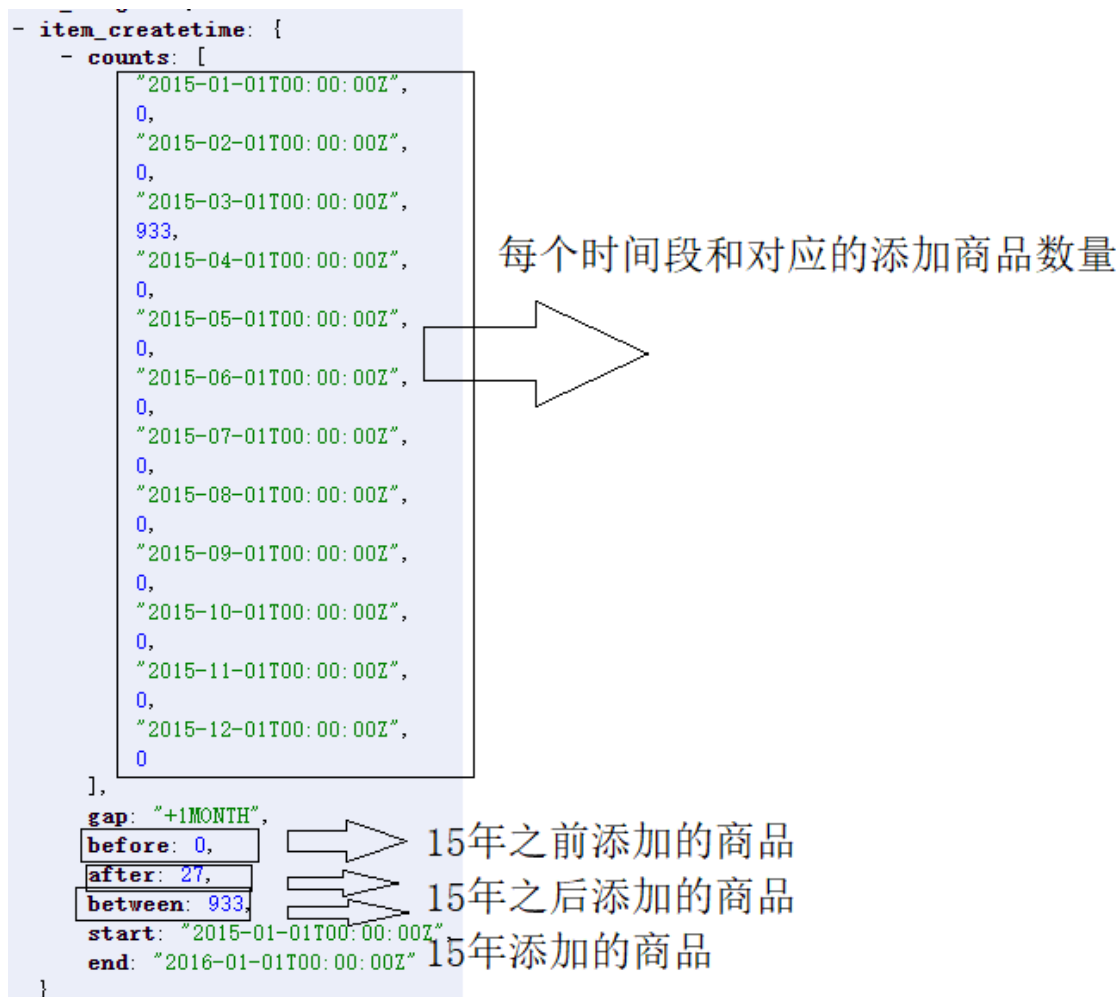 - item_createtime: {
- counts: [
"2015-01-01T00:00:00Z",
0,
"2015-02-01T00:00:00Z",
0,
"2015-03-01T00:00:00Z",
933,
"2015-04-01T00:00:00Z",
0,
"2015-05-01T00:00:00Z",
0,
"2015-06-01T00:00:00Z",
0,
"2015-07-01T00:00:00Z",
0,
"2015-08-01T00:00:00Z",
0,
"2015-09-01T00:00:00Z",
0,
"2015-10-01T00:00:00Z",
0,
"2015-11-01T00:00:00Z",
0,
"2015-12-01T00:00:00Z",
0
],
每个时间段和对应的添加商品数量
gap: "+1MONTH",
before: 0,
15年之前添加的商品
after: 27,
15年之后添加的商品
between: 933,
15年添加的商品
start: "2015-01-01T00:00:00Z",
end: "2016-01-01T00:00:00Z"
}